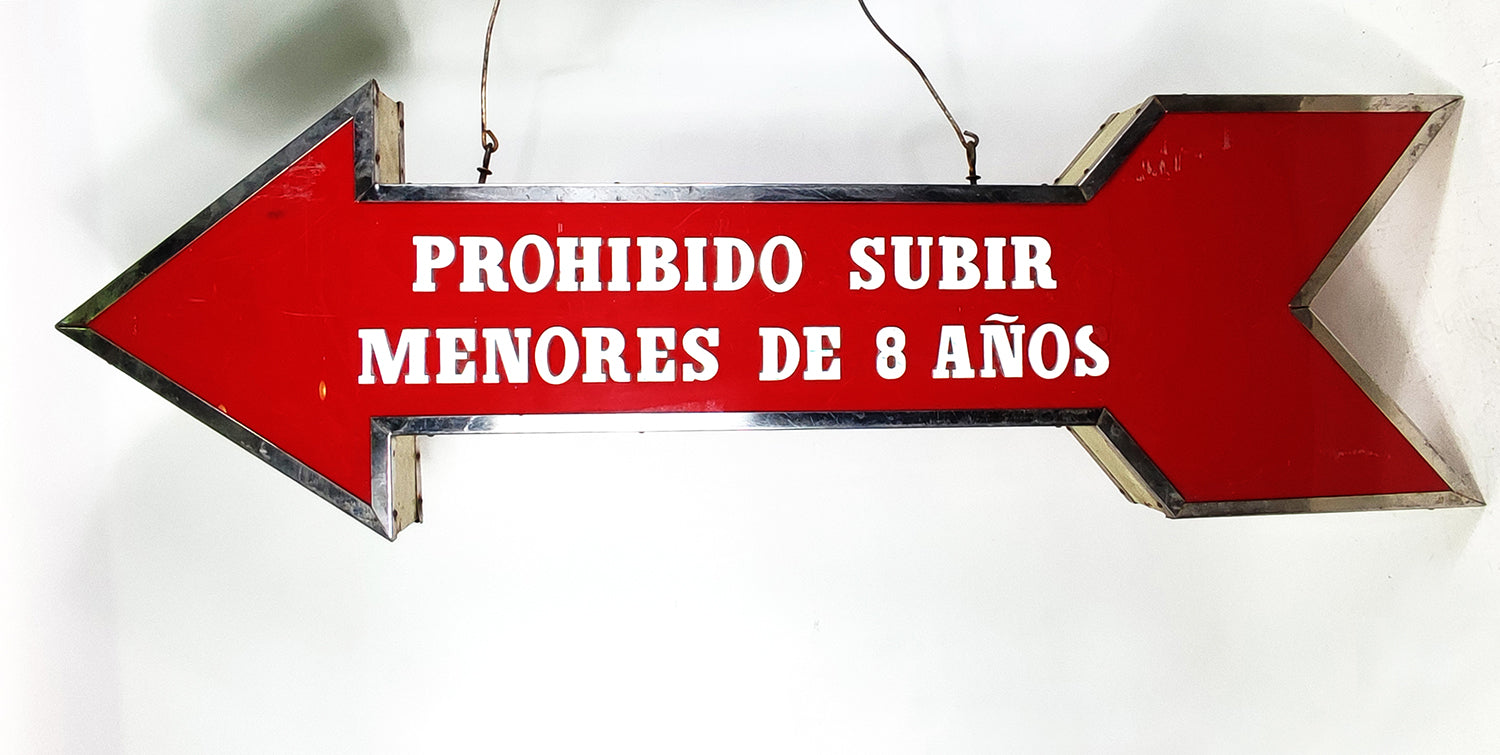 PROHIBIDO SUBIR
MENORES DE 8 AÑOS